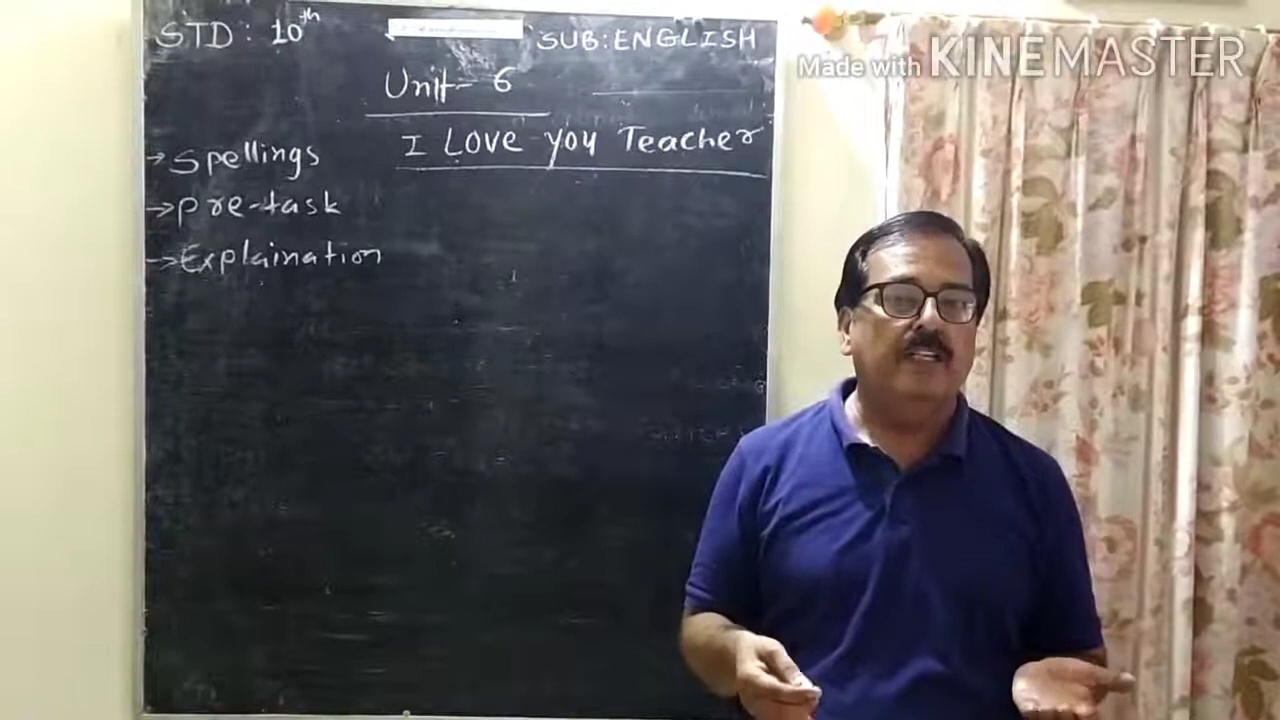 STD: 10th
SUB: ENGLISH
Made with KINEMASTER
Unit- 6
I Love you Teacher
→ Spellings
→ Pre-task
→ Explaination